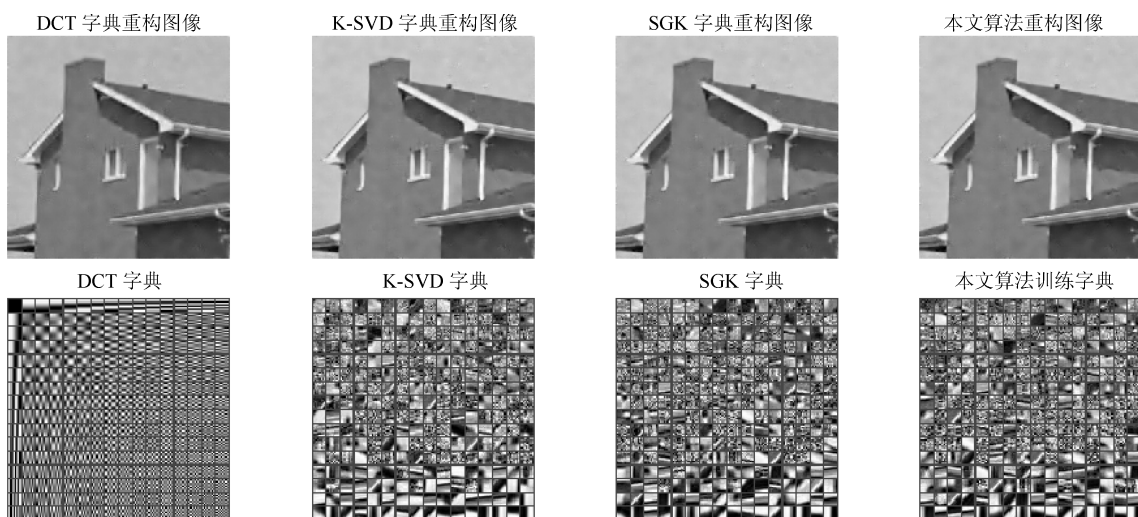 DCT 字典重构图像
K-SVD 字典重构图像
SGK 字典重构图像
本文算法重构图像
DCT 字典
K-SVD 字典
SGK 字典
本文算法训练字典